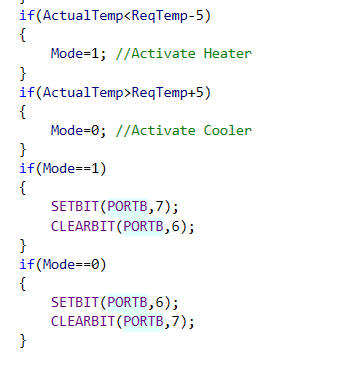 }
if(ActualTemp<ReqTemp-5)
{
    Mode=1; //Activate Heater
}
if(ActualTemp>ReqTemp+5)
{
    Mode=0; //Activate Cooler
}
if(Mode==1)
{
    SETBIT(PORTB,7);
    CLEARBIT(PORTB,6);
}
if(Mode==0)
{
    SETBIT(PORTB,6);
    CLEARBIT(PORTB,7);
}